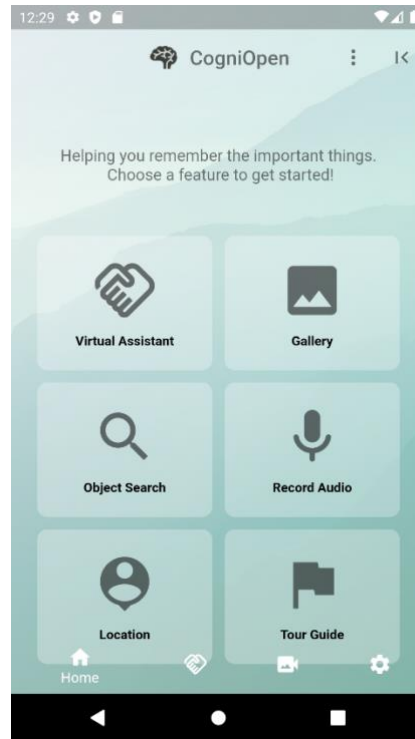 12:29
CogniOpen
Helping you remember the important things.
Choose a feature to get started!
Virtual Assistant
Gallery
Object Search
Record Audio
Location
Tour Guide
Home